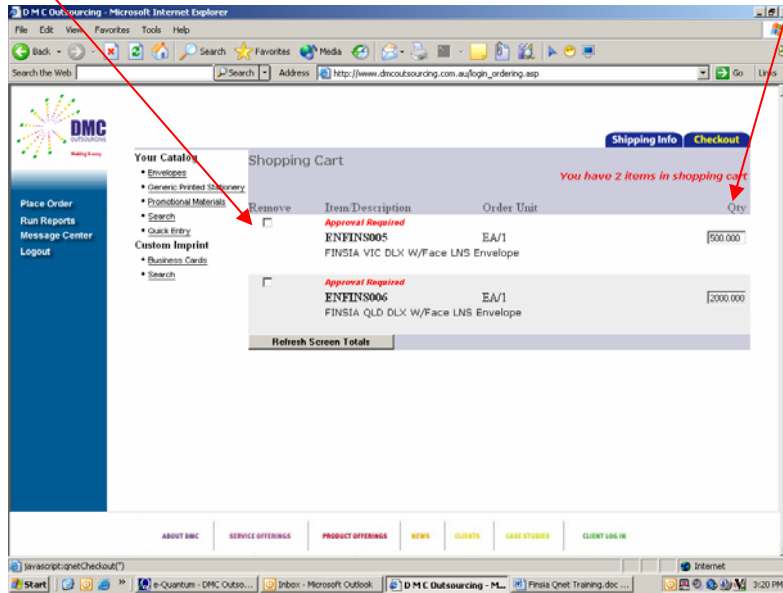 D M C Outsourcing - Microsoft Internet Explorer
File Edit View Favorites Tools Help
Back Search Favorites Media
Search the Web Search Address http://www.dmcoutsourcing.com.au/login_ordering.asp Go Links
DMC
OUTSOURCING
Making it easy
Shipping Info Checkout
Your Catalog
• Envelopes
• Generic Printed Stationery
• Promotional Materials
• Search
• Quick Entry
Custom Imprint
• Business Cards
• Search
Place Order
Run Reports
Message Center
Logout
Shopping Cart
You have 2 items in shopping cart
Remove Item/Description Order Unit Qty
Approval Required
ENFINS005 EA/1 500.000
FINSIA VIC DLX W/Face LNS Envelope
Approval Required
ENFINS006 EA/1 2000.000
FINSIA QLD DLX W/Face LNS Envelope
Refresh Screen Totals
ABOUT DMC SERVICE OFFERINGS PRODUCT OFFERINGS NEWS CLIENTS CASE STUDIES CLIENT LOG IN
javascript:qnetCheckout('') Internet
Start e-Quantum - DMC Outso... Inbox - Microsoft Outlook D M C Outsourcing - M... Finsia Qnet Training.doc ... 3:20 PM